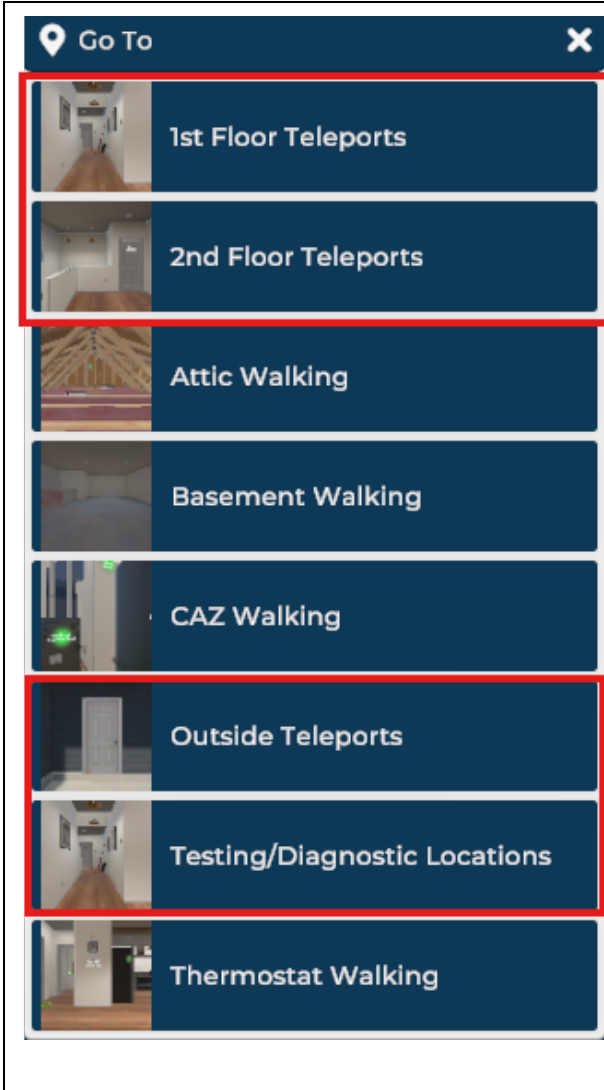 Go To
1st Floor Teleports
2nd Floor Teleports
Attic Walking
Basement Walking
CAZ Walking
Outside Teleports
Testing/Diagnostic Locations
Thermostat Walking